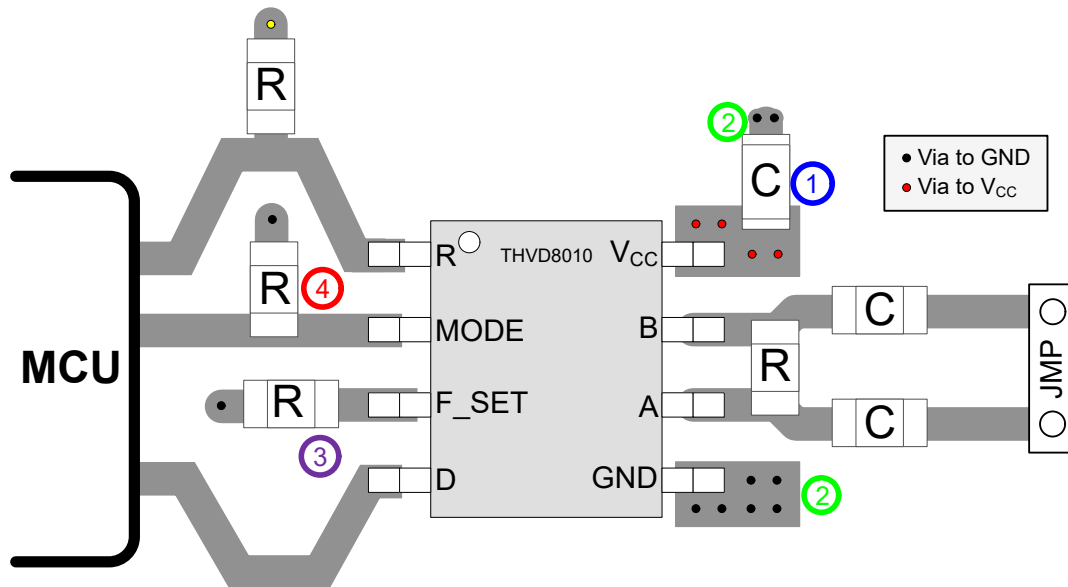 R
2
C
1
Via to GND
Via to VCC
R
THVD8010
VCC
R
4
C
MODE
B
MCU
R
JMP
R
F_SET
A
C
3
D
GND
2